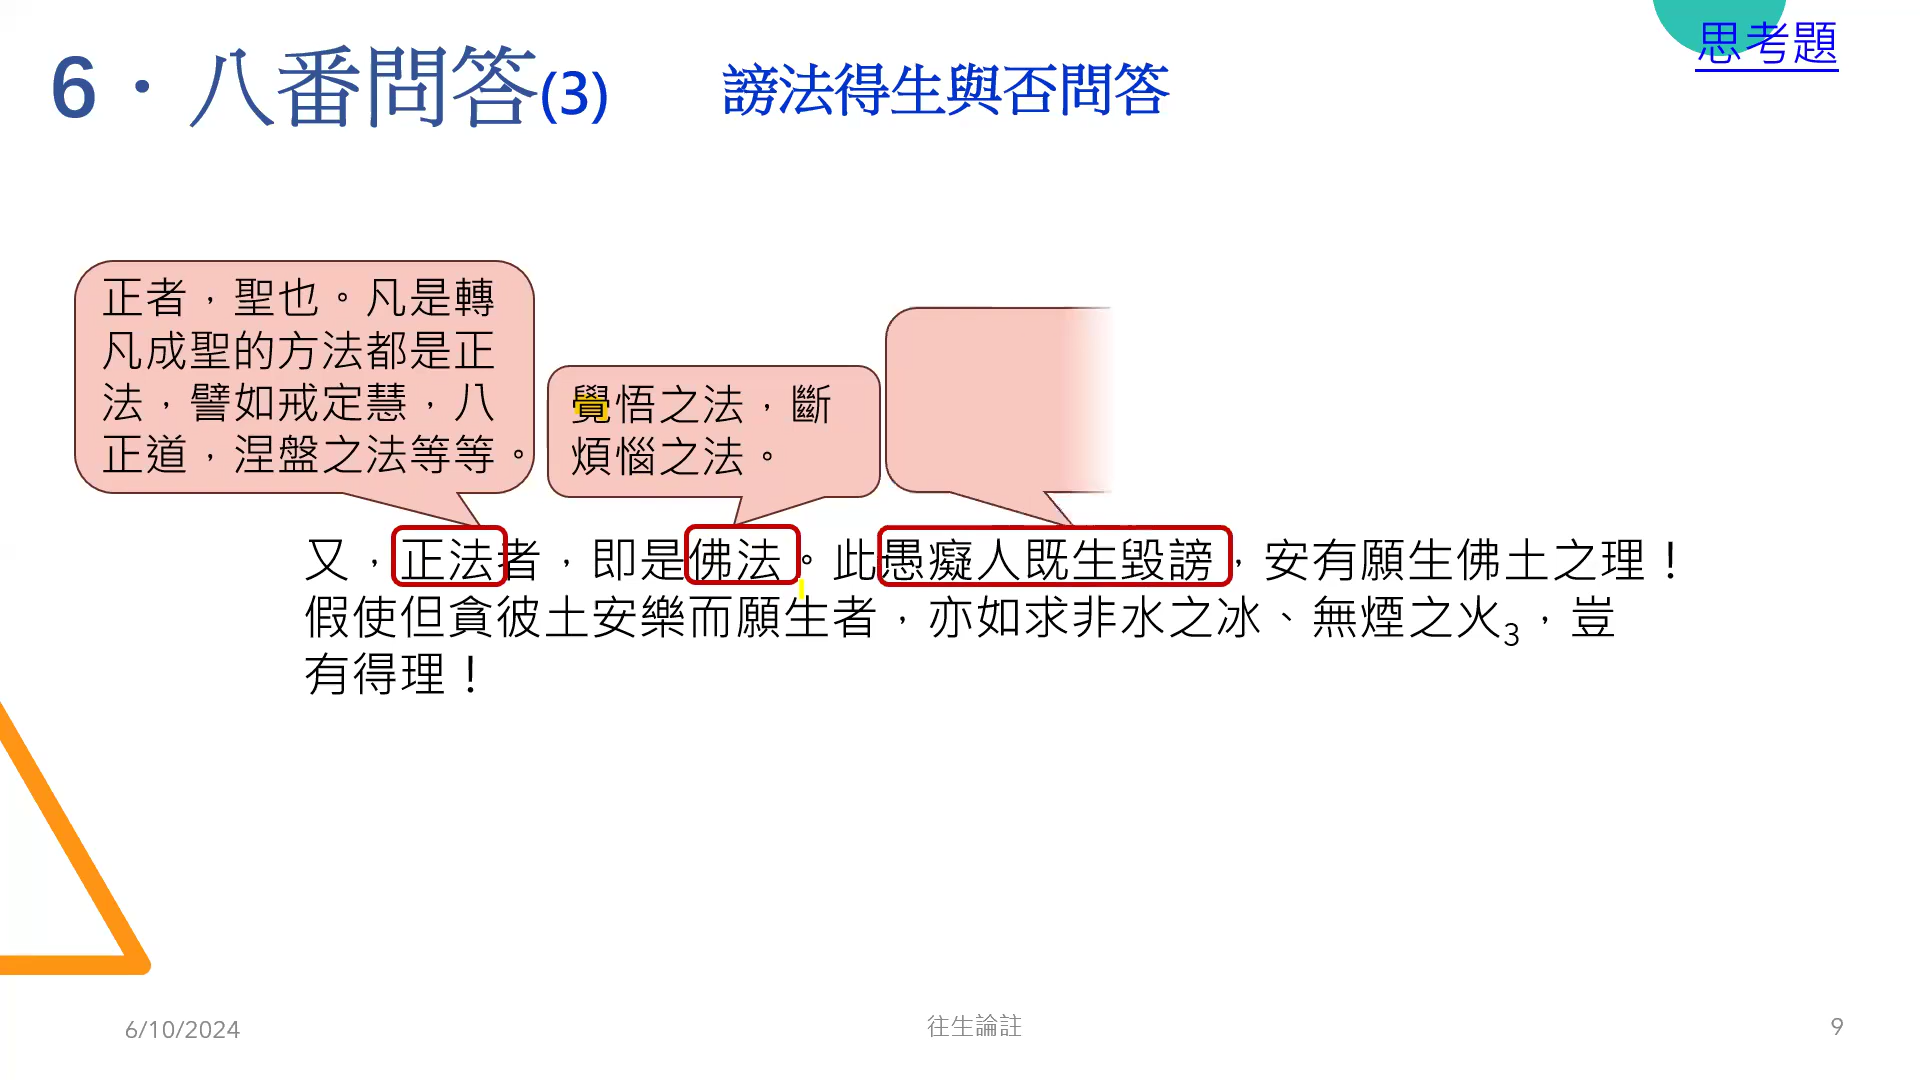 思考題
6．八番問答(3) 謗法得生與否問答
正者，聖也。凡是轉
凡成聖的方法都是正
法，譬如戒定慧，八
正道，涅盤之法等等。
覺悟之法，斷
煩惱之法。
又，正法者，即是佛法。此愚癡人既生毀謗，安有願生佛土之理！
假使但貪彼土安樂而願生者，亦如求非水之冰、無煙之火3，豈
有得理！
6/10/2024
往生論註
9